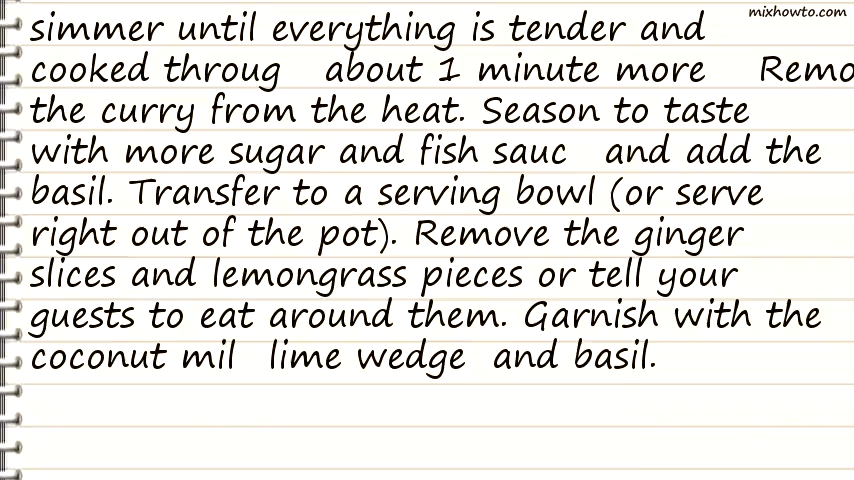 mixhowto.com
simmer until everything is tender and
cooked throug about 1 minute more Remo
the curry from the heat. Season to taste
with more sugar and fish sauc and add the
basil. Transfer to a serving bowl (or serve
right out of the pot). Remove the ginger
slices and lemongrass pieces or tell your
guests to eat around them. Garnish with the
coconut mil lime wedge and basil.